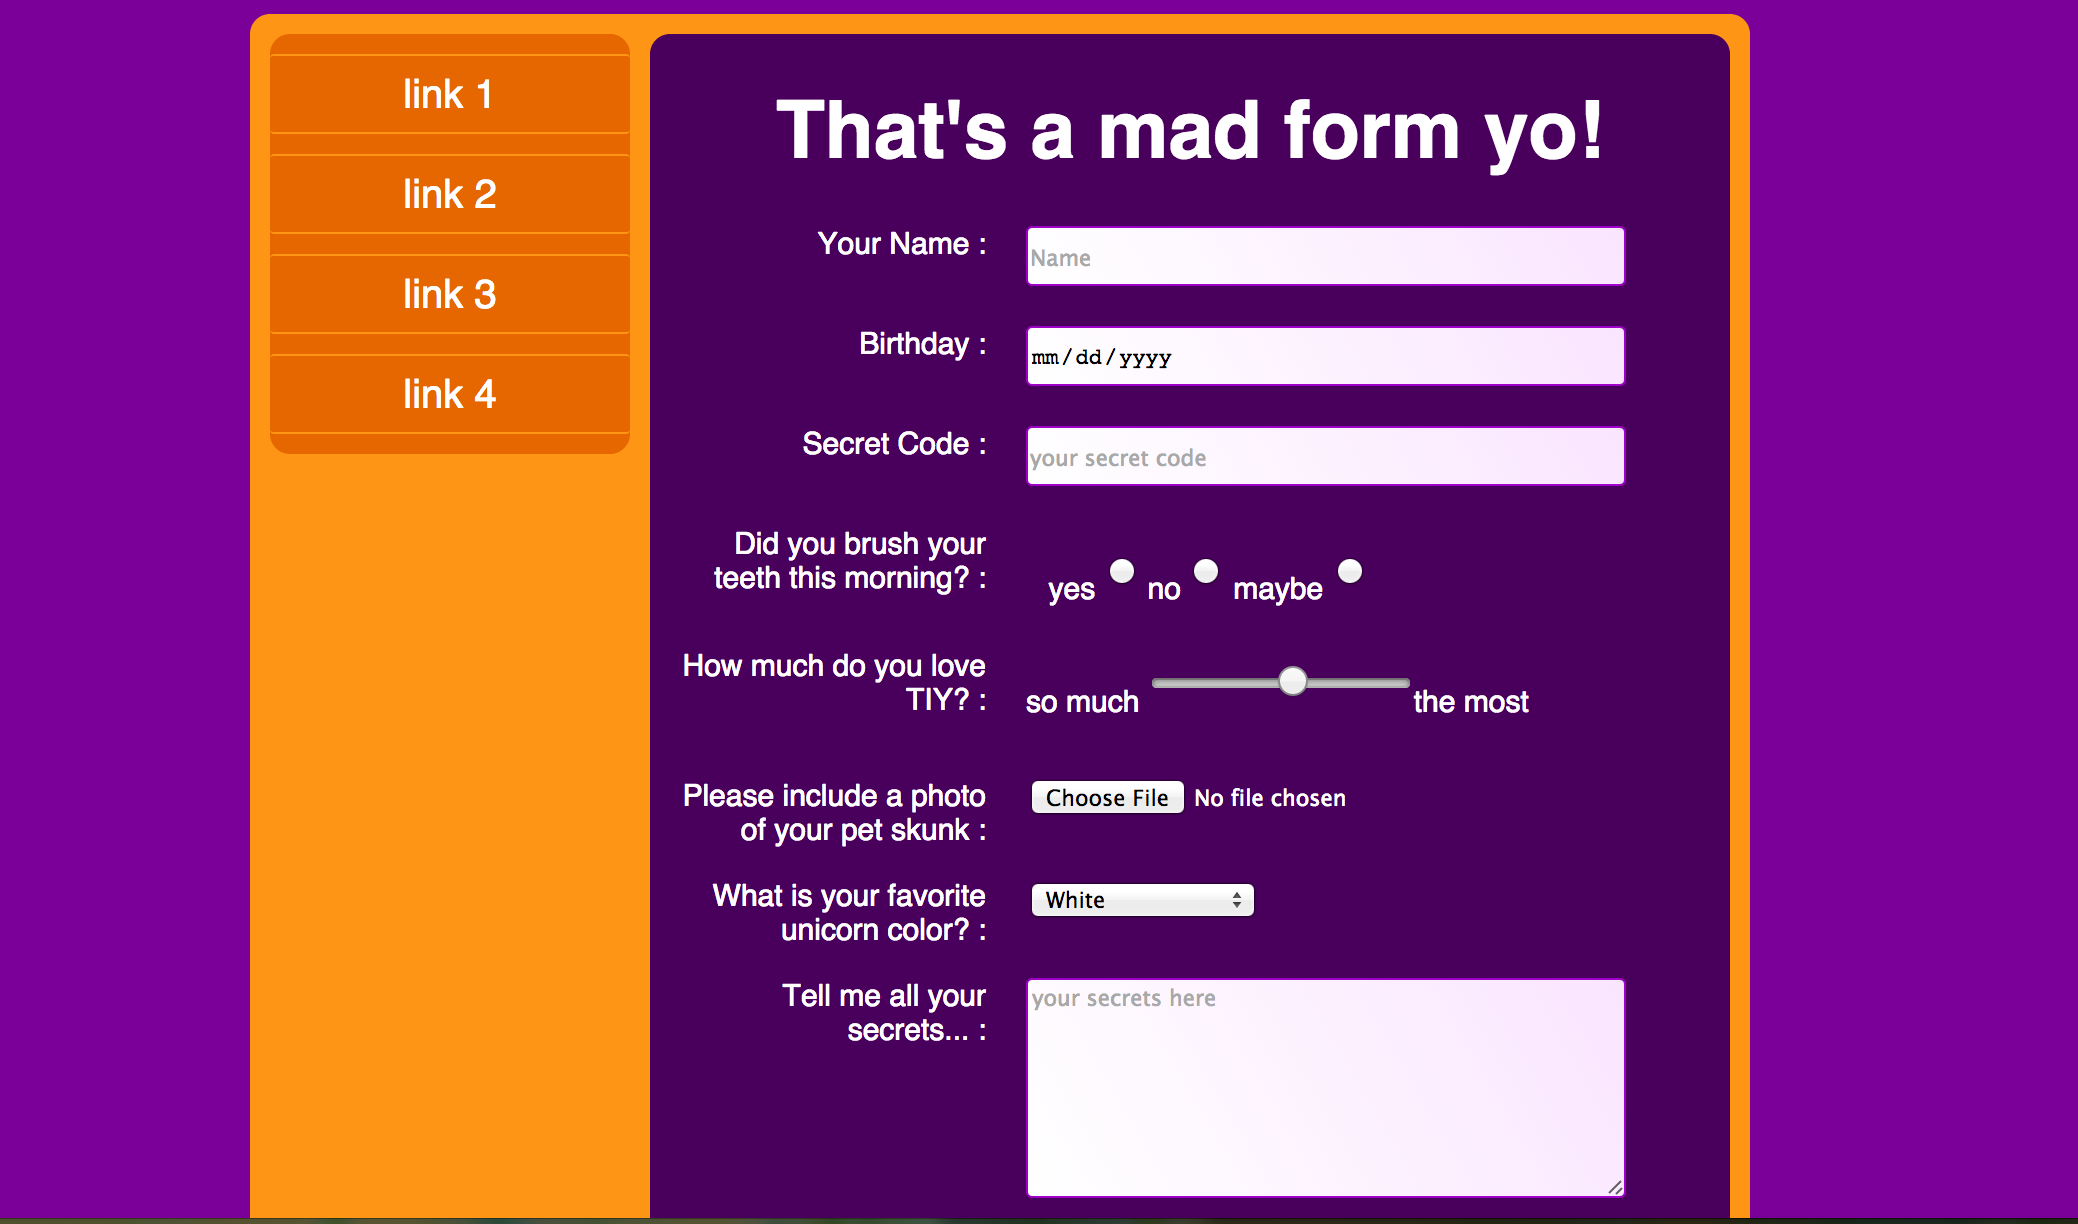 link 1
link 2
link 3
link 4
That's a mad form yo!
Your Name :
Name
Birthday :
mm/dd/yyyy
Secret Code :
your secret code
Did you brush your
teeth this morning? :
yes no maybe
How much do you love
TIY? :
so much the most
Please include a photo
of your pet skunk :
Choose File No file chosen
What is your favorite
unicorn color? :
White
Tell me all your
secrets... :
your secrets here